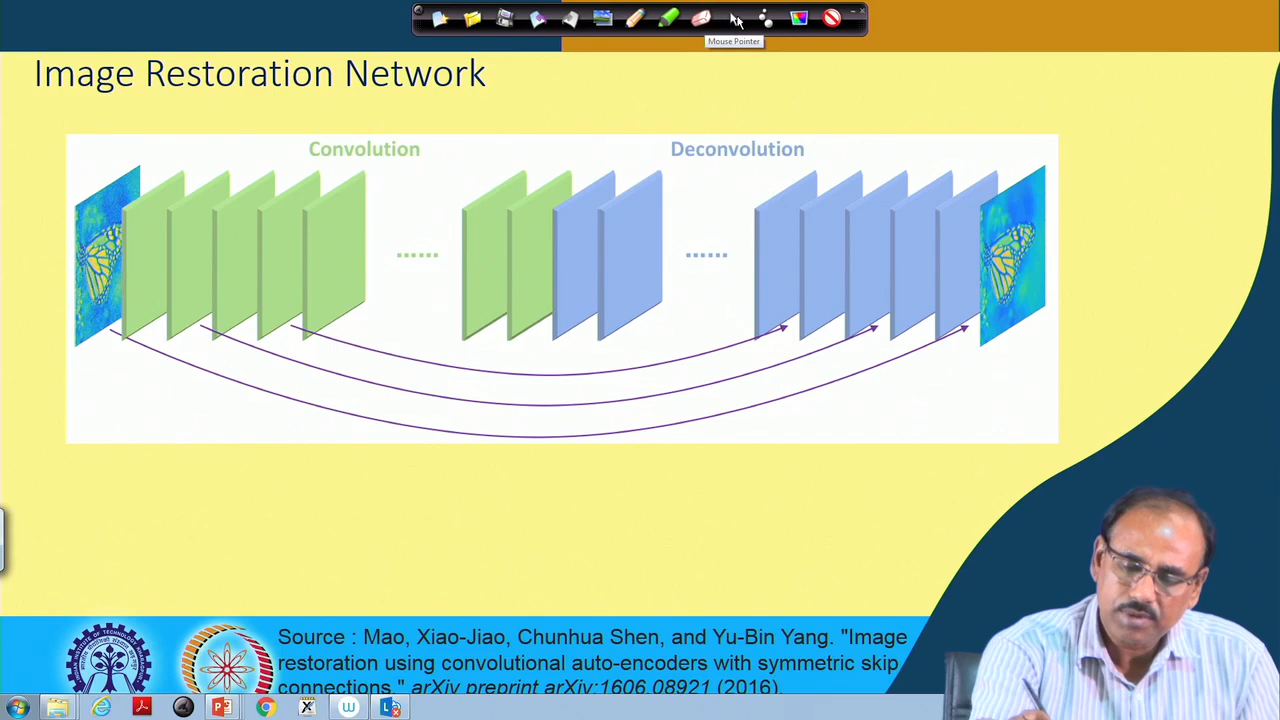 Mouse Pointer
Image Restoration Network
Convolution
Deconvolution
......
......
Source : Mao, Xiao-Jiao, Chunhua Shen, and Yu-Bin Yang. "Image
restoration using convolutional auto-encoders with symmetric skip
connections." arXiv preprint arXiv:1606.08921 (2016).